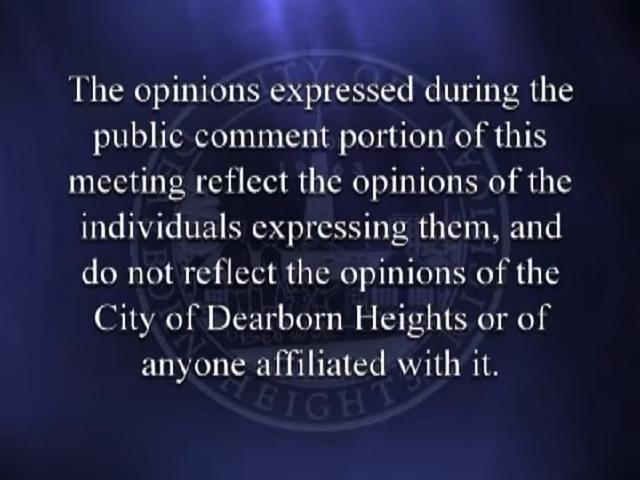 The opinions expressed during the
public comment portion of this
meeting reflect the opinions of the
individuals expressing them, and
do not reflect the opinions of the
City of Dearborn Heights or of
anyone affiliated with it.
HEIGHTS